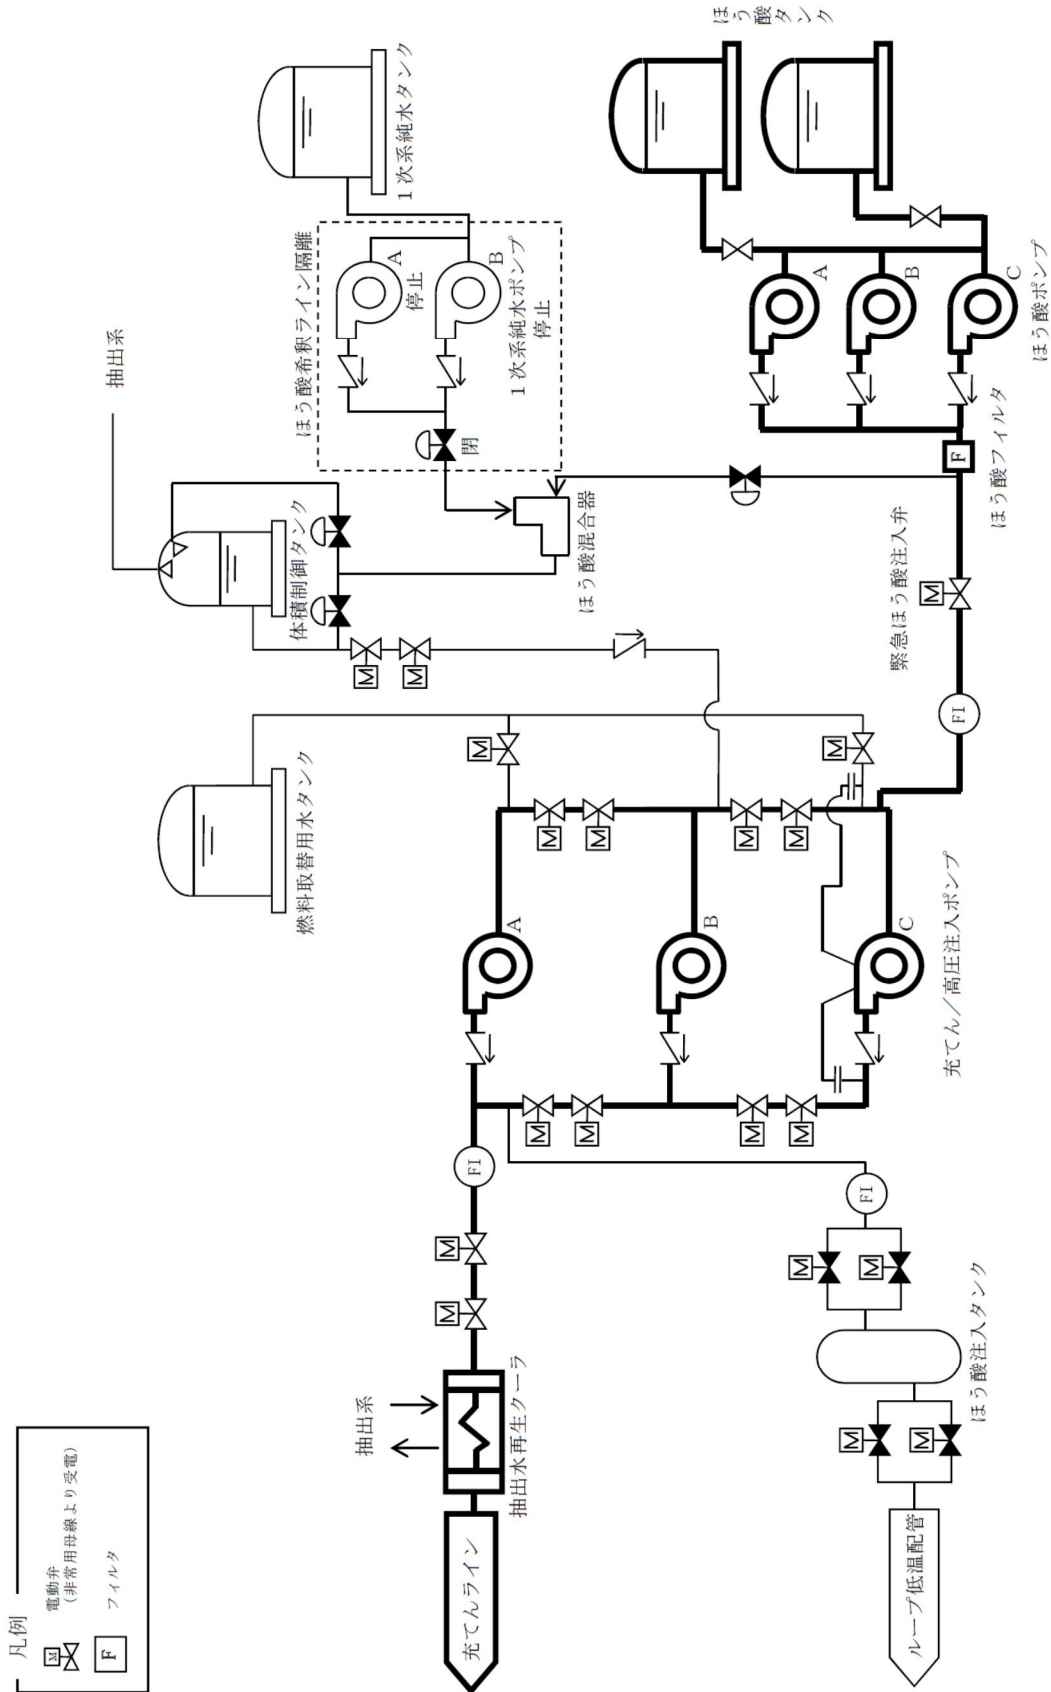 凡例
M
電動弁
(非常用母線より受電)
F
フィルタ
抽出系
燃料取替用水タンク
体積制御タンク
1次系純水タンク
ほう酸希釈ライン隔離
A
停止
B
1次系純水ポンプ
停止
閉
ほう酸混合器
ほう酸タンク
A
B
C
ほう酸ポンプ
F
ほう酸フィルタ
緊急ほう酸注入弁
M
FI
M
M
M
M
M
M
M
M
A
B
C
充てん／高圧注入ポンプ
M
M
M
M
FI
M
M
抽出系
抽出水再生クーラ
充てんライン
FI
M
M
ほう酸注入タンク
M
M
ループ低温配管